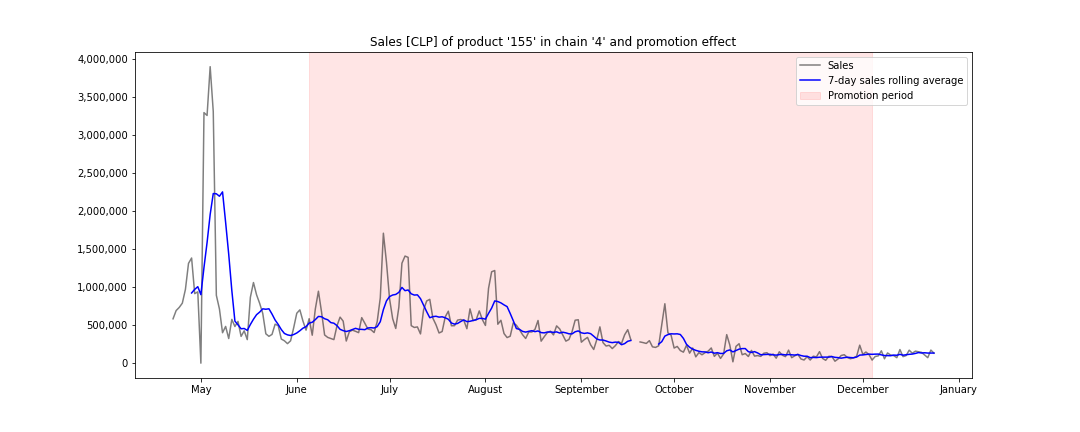 Sales [CLP] of product '155' in chain '4' and promotion effect
4,000,000
3,500,000
3,000,000
2,500,000
2,000,000
1,500,000
1,000,000
500,000
0
Sales
7-day sales rolling average
Promotion period
May June July August September October November December January